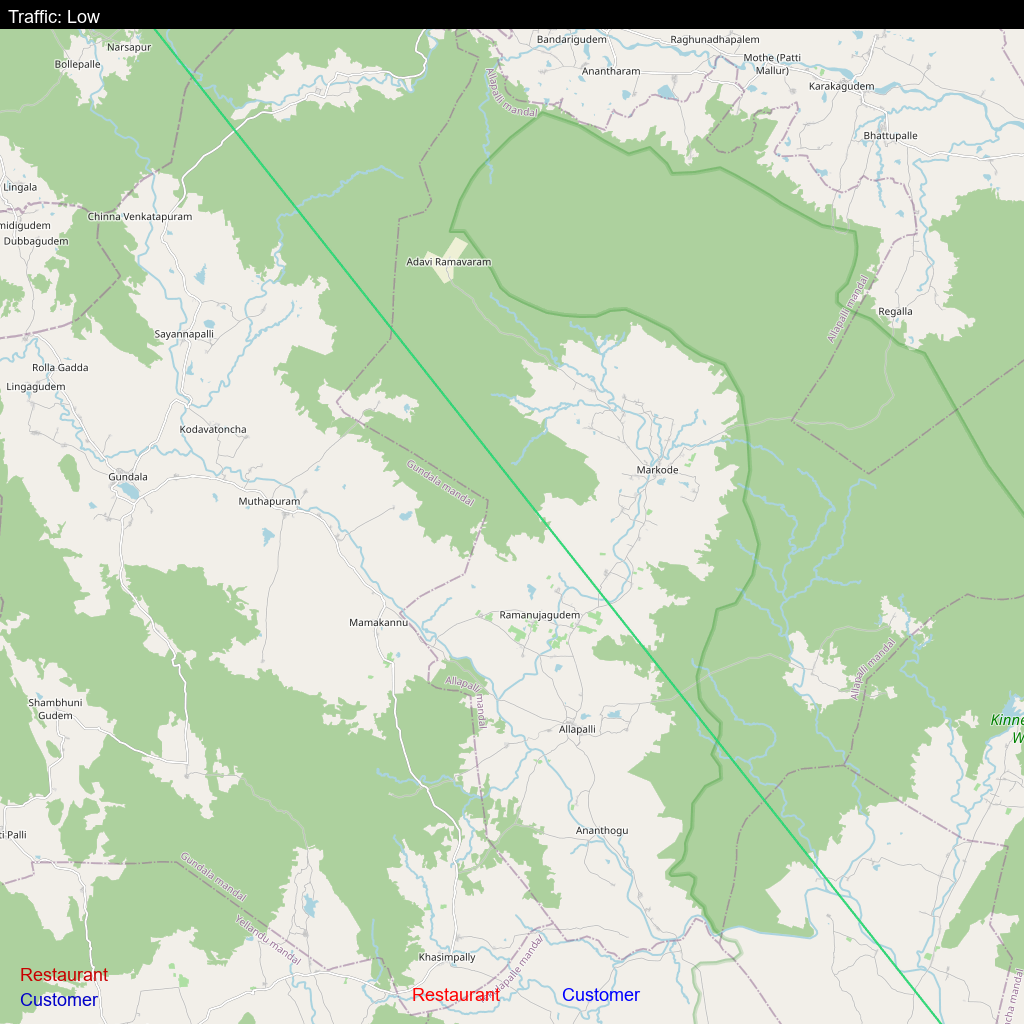 Traffic: Low
Narsapur
Bollepalle
Bandarigudem
Raghunadhapalem
Mothe (Patti
Mallur)
Anantharam
Karakagudem
Allapalli mandal
Bhattupalle
Lingala
Chinna Venkatapuram
midigudem
Dubbagudem
Adavi Ramavaram
Allapalli mandal
Regalla
Sayannapalli
Rolla Gadda
Lingagudem
Kodavatoncha
Gundala
Gundala mandal
Markode
Muthapuram
Ramanujagudem
Mamakannu
Allapalli mandal
Allapalli mandal
Shambhuni
Gudem
Kinne
W
Allapalli
Ananthogu
ti Palli
Gundala mandal
Yellandu mandal
Khasimpally
Allapalle mandal
Restaurant
Customer
Restaurant
Customer
cha mandal